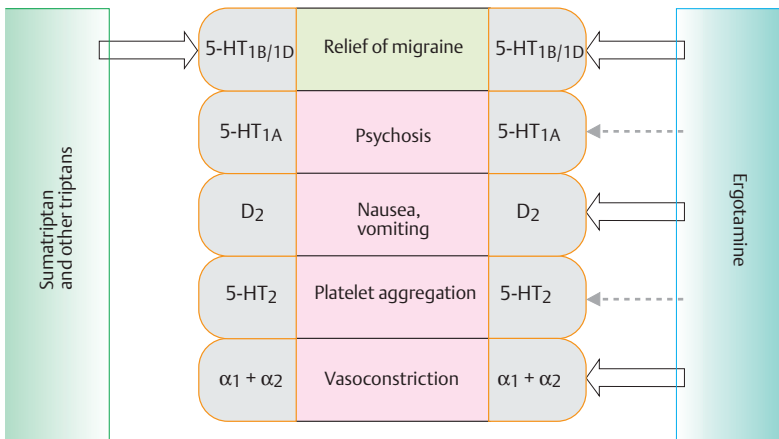 Sumatriptan
and other triptans
5-HT1B/1D
Relief of migraine
5-HT1B/1D
5-HT1A
Psychosis
5-HT1A
D2
Nausea,
vomiting
D2
5-HT2
Platelet aggregation
5-HT2
α1 + α2
Vasoconstriction
α1 + α2
Ergotamine